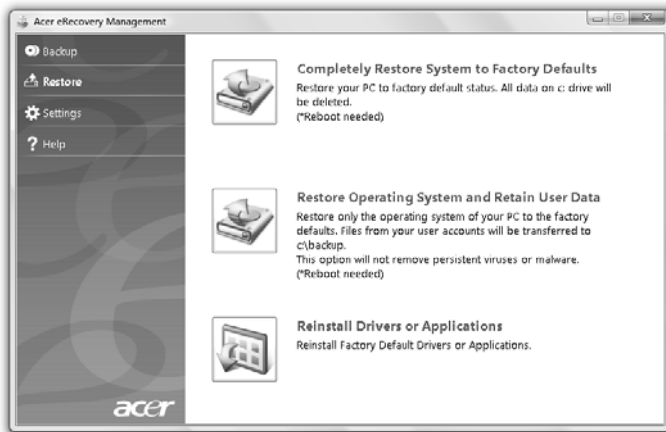 Acer eRecovery Management
Backup
Restore
Settings
Help
Completely Restore System to Factory Defaults
Restore your PC to factory default status. All data on c: drive will
be deleted.
(*Reboot needed)
Restore Operating System and Retain User Data
Restore only the operating system of your PC to the factory
defaults. Files from your user accounts will be transferred to
c:\backup.
This option will not remove persistent viruses or malware.
(*Reboot needed)
Reinstall Drivers or Applications
Reinstall Factory Default Drivers or Applications.
acer